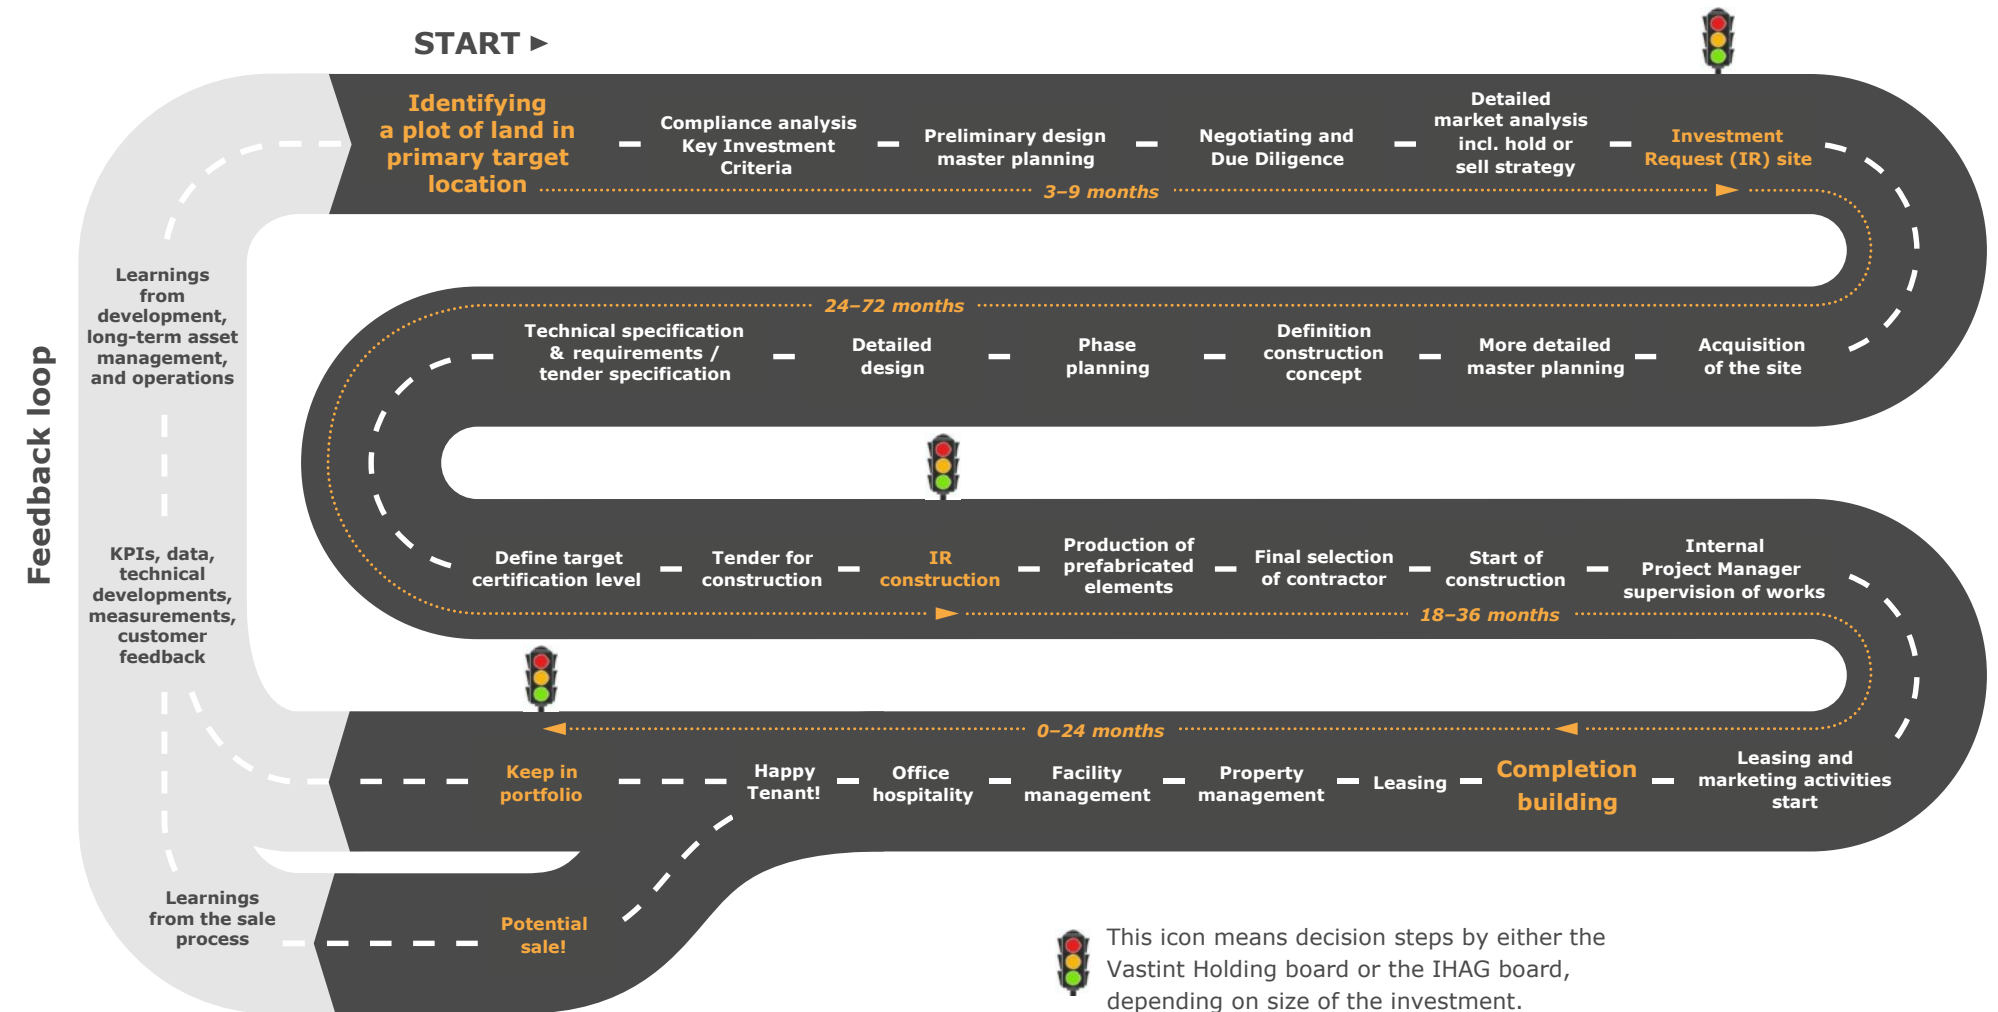 START ►
Identifying
a plot of land in
primary target
location
Compliance analysis
Key Investment
Criteria
Preliminary design
master planning
Negotiating and
Due Diligence
Detailed
market analysis
incl. hold or
sell strategy
Investment
Request (IR) site
3–9 months
24–72 months
Acquisition
of the site
More detailed
master planning
Definition
construction
concept
Phase
planning
Detailed
design
Technical specification
& requirements /
tender specification
Define target
certification level
Tender for
construction
IR
construction
Production of
prefabricated
elements
Final selection
of contractor
Start of
construction
Internal
Project Manager
supervision of works
18–36 months
0–24 months
Leasing and
marketing activities
start
Completion
building
Leasing
Property
management
Facility
management
Office
hospitality
Happy
Tenant!
Keep in
portfolio
Potential
sale!
Feedback loop
Learnings
from
development,
long-term asset
management,
and operations
KPIs, data,
technical
developments,
measurements,
customer
feedback
Learnings
from the sale
process
This icon means decision steps by either the
Vastint Holding board or the IHAG board,
depending on size of the investment.